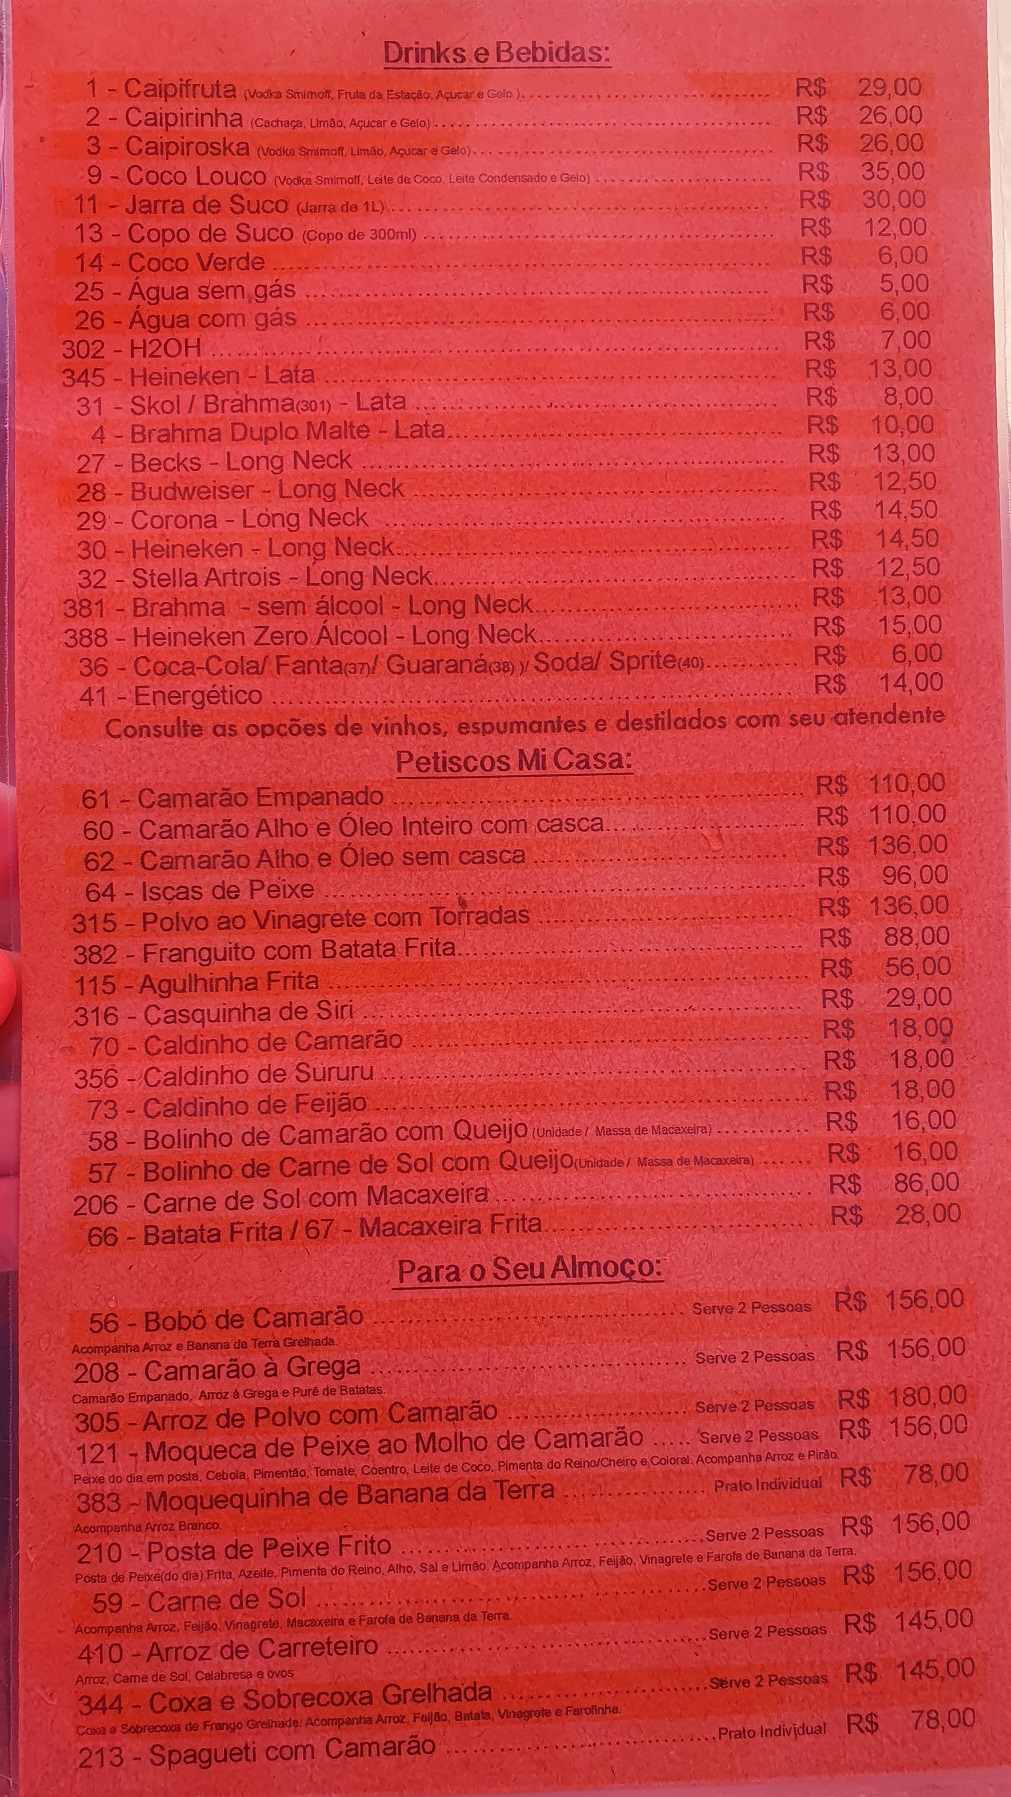 Drinks e Bebidas:
1 - Caipifruta (Vodka Smirnoff, Fruta da Estação, Açucar e Gelo ) R$ 29,00
2 - Caipirinha (Cachaça, Limão, Açucar e Gelo) R$ 26,00
3 - Caipiroska (Vodka Smirnoff, Limão, Açucar e Gelo) R$ 26,00
9 - Coco Louco (Vodka Smirnoff, Leite de Coco, Leite Condensado e Gelo) R$ 35,00
11 - Jarra de Suco (Jarra de 1L) R$ 30,00
13 - Copo de Suco (Copo de 300ml) R$ 12,00
14 - Coco Verde R$ 6,00
25 - Água sem gás R$ 5,00
26 - Água com gás R$ 6,00
302 - H2OH R$ 7,00
345 - Heineken - Lata R$ 13,00
31 - Skol / Brahma(301) - Lata R$ 8,00
4 - Brahma Duplo Malte - Lata R$ 10,00
27 - Becks - Long Neck R$ 13,00
28 - Budweiser - Long Neck R$ 12,50
29 - Corona - Long Neck R$ 14,50
30 - Heineken - Long Neck R$ 14,50
32 - Stella Artrois - Long Neck R$ 12,50
381 - Brahma - sem álcool - Long Neck R$ 13,00
388 - Heineken Zero Álcool - Long Neck R$ 15,00
36 - Coca-Cola/ Fanta(37)/ Guaraná(38) )/ Soda/ Sprite(40) R$ 6,00
41 - Energético R$ 14,00
Consulte as opções de vinhos, espumantes e destilados com seu atendente
Petiscos Mi Casa:
61 - Camarão Empanado R$ 110,00
60 - Camarão Alho e Óleo Inteiro com casca R$ 110,00
62 - Camarão Alho e Óleo sem casca R$ 136,00
64 - Iscas de Peixe R$ 96,00
315 - Polvo ao Vinagrete com Torradas R$ 136,00
382 - Franguito com Batata Frita R$ 88,00
115 - Agulhinha Frita R$ 56,00
316 - Casquinha de Siri R$ 29,00
70 - Caldinho de Camarão R$ 18,00
356 - Caldinho de Sururu R$ 18,00
73 - Caldinho de Feijão R$ 18,00
58 - Bolinho de Camarão com Queijo (Unidade / Massa de Macaxeira) R$ 16,00
57 - Bolinho de Carne de Sol com Queijo(Unidade / Massa de Macaxeira) R$ 16,00
206 - Carne de Sol com Macaxeira R$ 86,00
66 - Batata Frita / 67 - Macaxeira Frita R$ 28,00
Para o Seu Almoço:
56 - Bobó de Camarão Serve 2 Pessoas R$ 156,00
Acompanha Arroz e Banana da Terra Grelhada.
208 - Camarão à Grega Serve 2 Pessoas R$ 156,00
Camarão Empanado, Arroz à Grega e Purê de Batatas.
305 - Arroz de Polvo com Camarão Serve 2 Pessoas R$ 180,00
121 - Moqueca de Peixe ao Molho de Camarão Serve 2 Pessoas R$ 156,00
Peixe do dia em posta, Cebola, Pimentão, Tomate, Coentro, Leite de Coco, Pimenta do Reino/Cheiro e Coloral. Acompanha Arroz e Pirão.
383 - Moquequinha de Banana da Terra Prato Individual R$ 78,00
Acompanha Arroz Branco.
210 - Posta de Peixe Frito Serve 2 Pessoas R$ 156,00
Posta de Peixe(do dia) Frita, Azeite, Pimenta do Reino, Alho, Sal e Limão. Acompanha Arroz, Feijão, Vinagrete e Farofa de Banana da Terra.
59 - Carne de Sol Serve 2 Pessoas R$ 156,00
Acompanha Arroz, Feijão, Vinagrete, Macaxeira e Farofa de Banana da Terra
410 - Arroz de Carreteiro Serve 2 Pessoas R$ 145,00
Arroz, Carne de Sol, Calabresa e ovos
344 - Coxa e Sobrecoxa Grelhada Serve 2 Pessoas R$ 145,00
Coxa e Sobrecoxa de Frango Grelhada. Acompanha Arroz, Feijão, Batata, Vinagrete e Farofinha.
213 - Spagueti com Camarão Prato Individual R$ 78,00